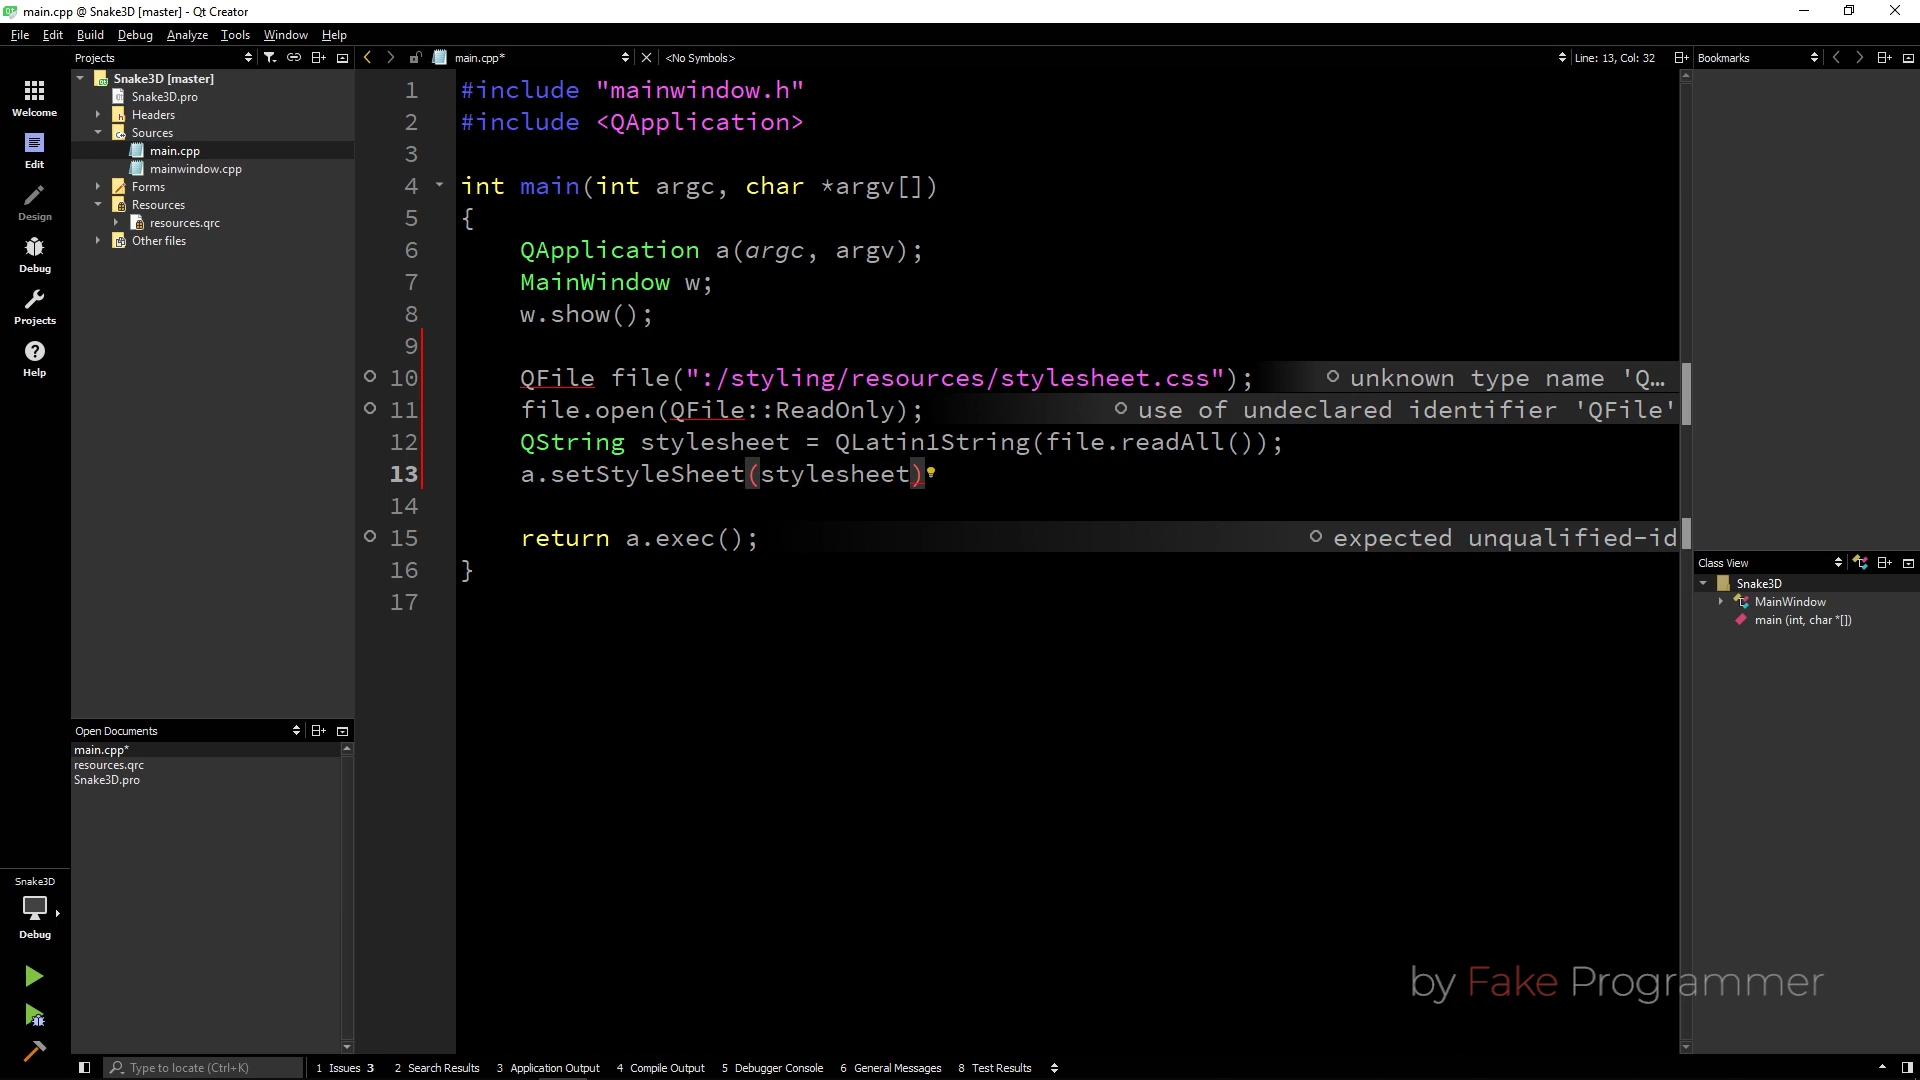 main.cpp @ Snake3D [master] - Qt Creator
File Edit Build Debug Analyze Tools Window Help
Projects
main.cpp*
<No Symbols>
Line: 13, Col: 32
Bookmarks
Welcome
Edit
Design
Debug
Projects
Help
Snake3D [master]
Snake3D.pro
Headers
Sources
main.cpp
mainwindow.cpp
Forms
Resources
resources.qrc
Other files
1 #include "mainwindow.h"
2 #include <QApplication>
3
4 int main(int argc, char *argv[])
5 {
6 QApplication a(argc, argv);
7 MainWindow w;
8 w.show();
9
10 QFile file(":/styling/resources/stylesheet.css"); unknown type name 'Q…
11 file.open(QFile::ReadOnly); use of undeclared identifier 'QFile'
12 QString stylesheet = QLatin1String(file.readAll());
13 a.setStyleSheet(stylesheet)
14
15 return a.exec(); expected unqualified-id
16 }
17
Class View
Snake3D
MainWindow
main (int, char *[])
Open Documents
main.cpp*
resources.qrc
Snake3D.pro
Snake3D
Debug
by Fake Programmer
Type to locate (Ctrl+K)
1 Issues 3 2 Search Results 3 Application Output 4 Compile Output 5 Debugger Console 6 General Messages 8 Test Results